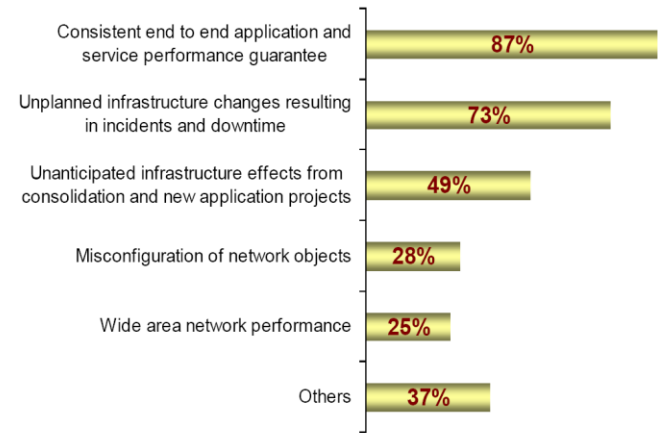 Consistent end to end application and
service performance guarantee
87%
Unplanned infrastructure changes resulting
in incidents and downtime
73%
Unanticipated infrastructure effects from
consolidation and new application projects
49%
Misconfiguration of network objects
28%
Wide area network performance
25%
Others
37%